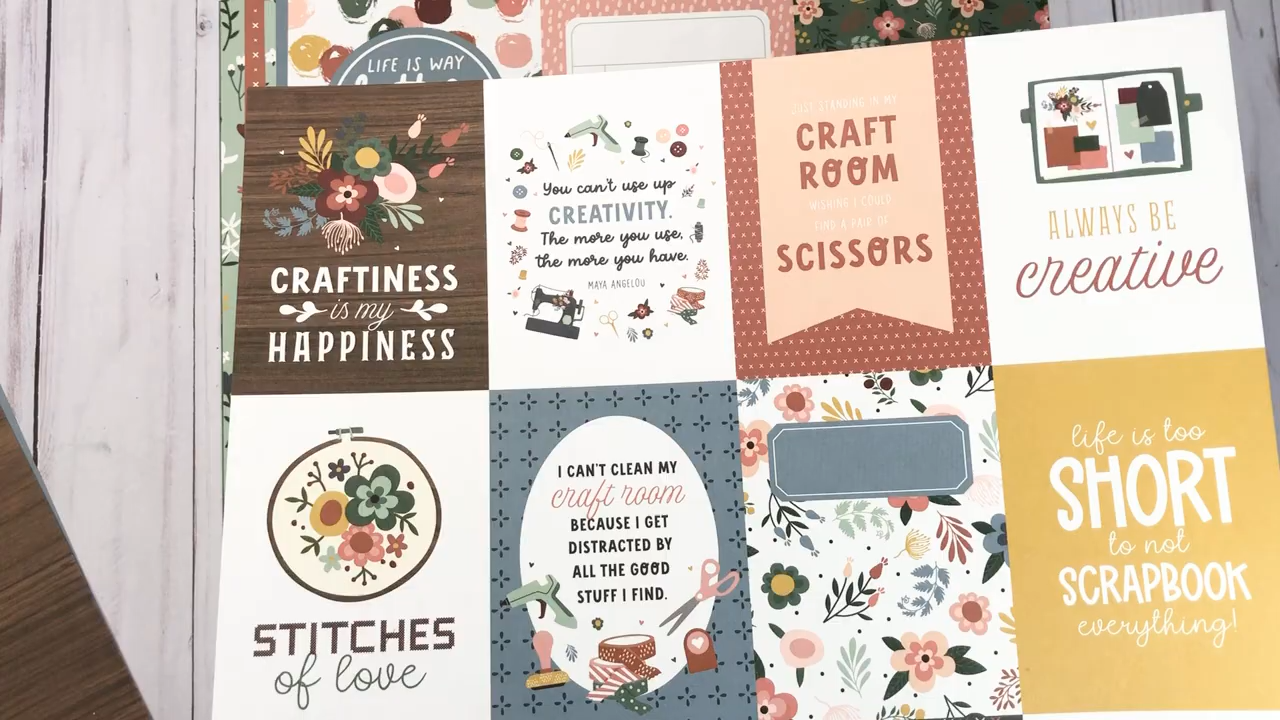 LIFE IS WAY
CRAFTINESS
is my
HAPPINESS
You can't use up
CREATIVITY.
The more you use,
the more you have.
MAYA ANGELOU
JUST STANDING IN MY
CRAFT
ROOM
WISHING I COULD
FIND A PAIR OF
SCISSORS
ALWAYS BE
creative
STITCHES
of love
I CAN'T CLEAN MY
craft room
BECAUSE I GET
DISTRACTED BY
ALL THE GOOD
STUFF I FIND.
life is too
SHORT
to not
SCRAPBOOK
everything!